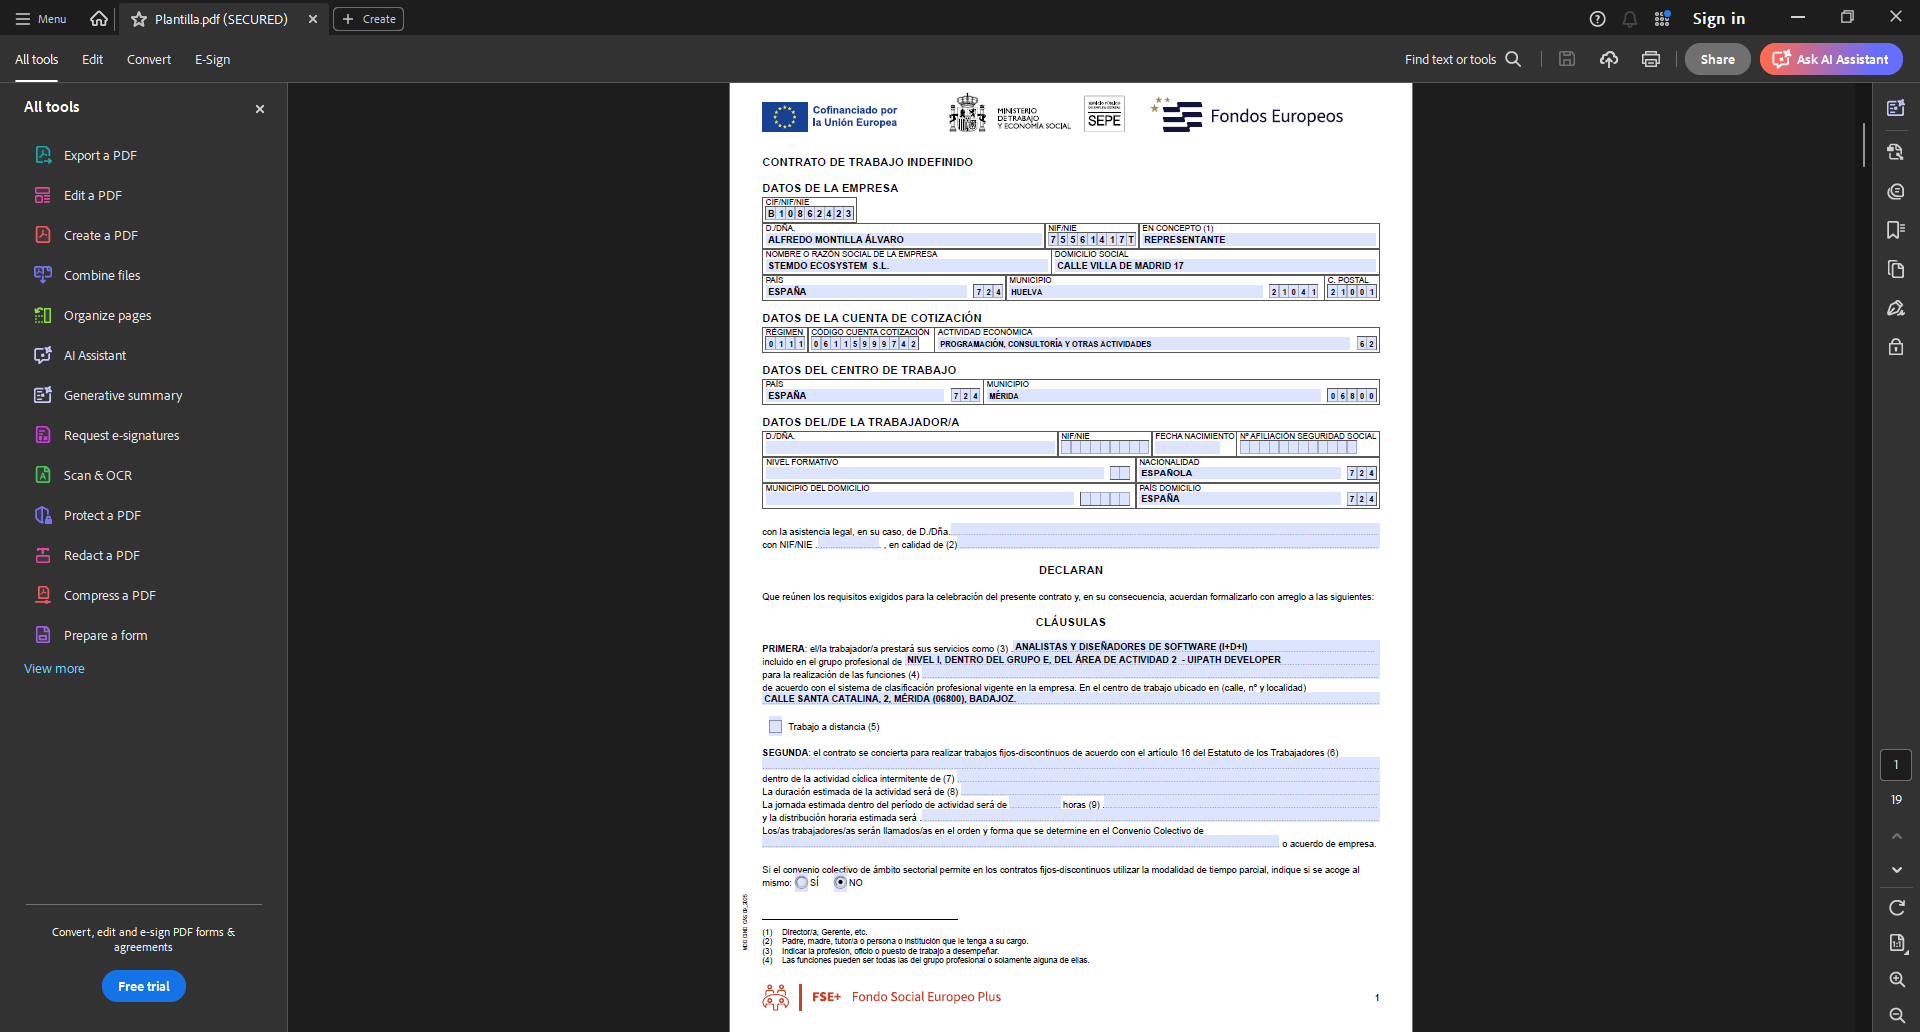 Menu
Plantilla.pdf (SECURED)
Create
Sign in
All tools
Edit
Convert
E-Sign
Find text or tools
Share
Ask AI Assistant
All tools
Export a PDF
Edit a PDF
Create a PDF
Combine files
Organize pages
AI Assistant
Generative summary
Request e-signatures
Scan & OCR
Protect a PDF
Redact a PDF
Compress a PDF
Prepare a form
View more
Convert, edit and e-sign PDF forms &
agreements
Free trial
Cofinanciado por
la Unión Europea
MINISTERIO
DE TRABAJO
Y ECONOMÍA SOCIAL
SEPE
Fondos Europeos
CONTRATO DE TRABAJO INDEFINIDO
DATOS DE LA EMPRESA
CIF/NIF/NIE
B10862423
D./DÑA. NIF/NIE EN CONCEPTO (1)
ALFREDO MONTILLA ÁLVARO 75561417T REPRESENTANTE
NOMBRE O RAZÓN SOCIAL DE LA EMPRESA DOMICILIO SOCIAL
STEMDO ECOSYSTEM S.L. CALLE VILLA DE MADRID 17
PAÍS MUNICIPIO C. POSTAL
ESPAÑA 724 HUELVA 21041 21001
DATOS DE LA CUENTA DE COTIZACIÓN
RÉGIMEN CÓDIGO CUENTA COTIZACIÓN ACTIVIDAD ECONÓMICA
0111 06115999742 PROGRAMACIÓN, CONSULTORÍA Y OTRAS ACTIVIDADES 62
DATOS DEL CENTRO DE TRABAJO
PAÍS MUNICIPIO
ESPAÑA 724 MÉRIDA 06800
DATOS DEL/DE LA TRABAJADOR/A
D./DÑA. NIF/NIE FECHA NACIMIENTO Nº AFILIACIÓN SEGURIDAD SOCIAL
NIVEL FORMATIVO NACIONALIDAD
ESPAÑOLA 724
MUNICIPIO DEL DOMICILIO PAÍS DOMICILIO
ESPAÑA 724
con la asistencia legal, en su caso, de D./Dña.
con NIF/NIE , en calidad de (2)
DECLARAN
Que reúnen los requisitos exigidos para la celebración del presente contrato y, en su consecuencia, acuerdan formalizarlo con arreglo a las siguientes:
CLÁUSULAS
PRIMERA: el/la trabajador/a prestará sus servicios como (3) ANALISTAS Y DISEÑADORES DE SOFTWARE (I+D+I)
incluido en el grupo profesional de NIVEL I, DENTRO DEL GRUPO E, DEL ÁREA DE ACTIVIDAD 2 - UIPATH DEVELOPER
para la realización de las funciones (4)
de acuerdo con el sistema de clasificación profesional vigente en la empresa. En el centro de trabajo ubicado en (calle, nº y localidad)
CALLE SANTA CATALINA, 2, MÉRIDA (06800), BADAJOZ.
Trabajo a distancia (5)
SEGUNDA: el contrato se concierta para realizar trabajos fijos-discontinuos de acuerdo con el artículo 16 del Estatuto de los Trabajadores (6)
dentro de la actividad cíclica intermitente de (7)
La duración estimada de la actividad será de (8)
La jornada estimada dentro del período de actividad será de horas (9)
y la distribución horaria estimada será
Los/as trabajadores/as serán llamados/as en el orden y forma que se determine en el Convenio Colectivo de
o acuerdo de empresa.
Si el convenio colectivo de ámbito sectorial permite en los contratos fijos-discontinuos utilizar la modalidad de tiempo parcial, indique si se acoge al
mismo: SÍ NO
(1) Director/a, Gerente, etc.
(2) Padre, madre, tutor/a o persona o institución que le tenga a su cargo.
(3) Indicar la profesión, oficio o puesto de trabajo a desempeñar.
(4) Las funciones pueden ser todas las del grupo profesional o solamente alguna de ellas.
FSE+ Fondo Social Europeo Plus
1
1
19